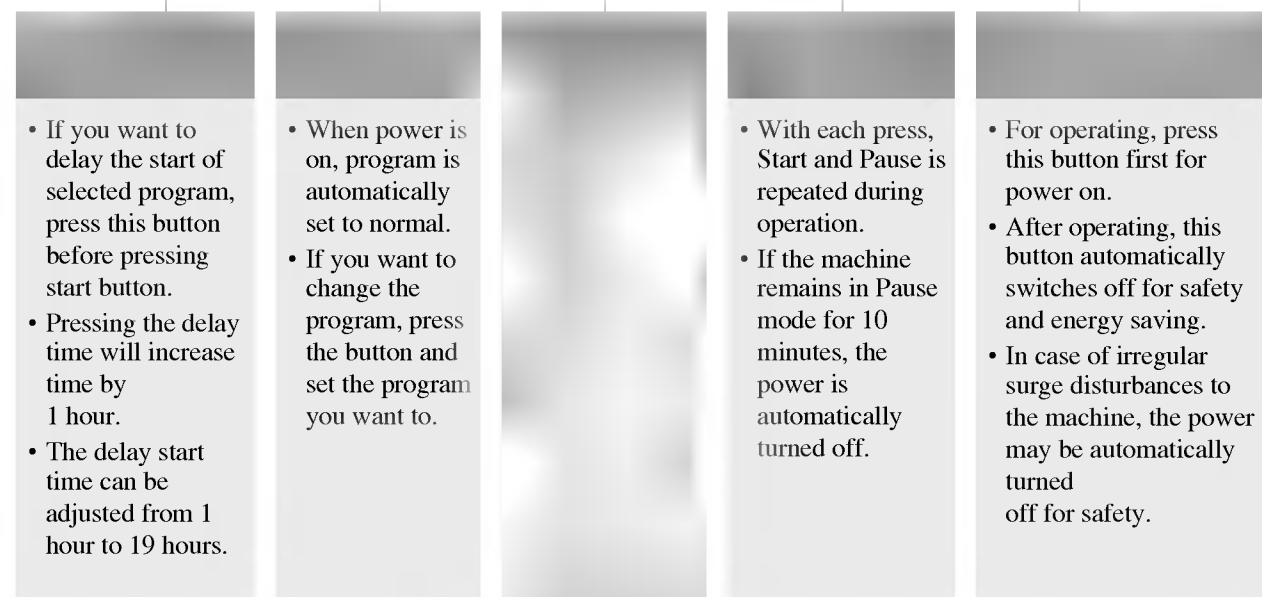 • If you want to
delay the start of
selected program,
press this button
before pressing
start button.
• Pressing the delay
time will increase
time by
1 hour.
• The delay start
time can be
adjusted from 1
hour to 19 hours.
• When power is
on, program is
automatically
set to normal.
• If you want to
change the
program, press
the button and
set the program
you want to.
• With each press,
Start and Pause is
repeated during
operation.
• If the machine
remains in Pause
mode for 10
minutes, the
power is
automatically
turned off.
• For operating, press
this button first for
power on.
• After operating, this
button automatically
switches off for safety
and energy saving.
• In case of irregular
surge disturbances to
the machine, the power
may be automatically
turned
off for safety.